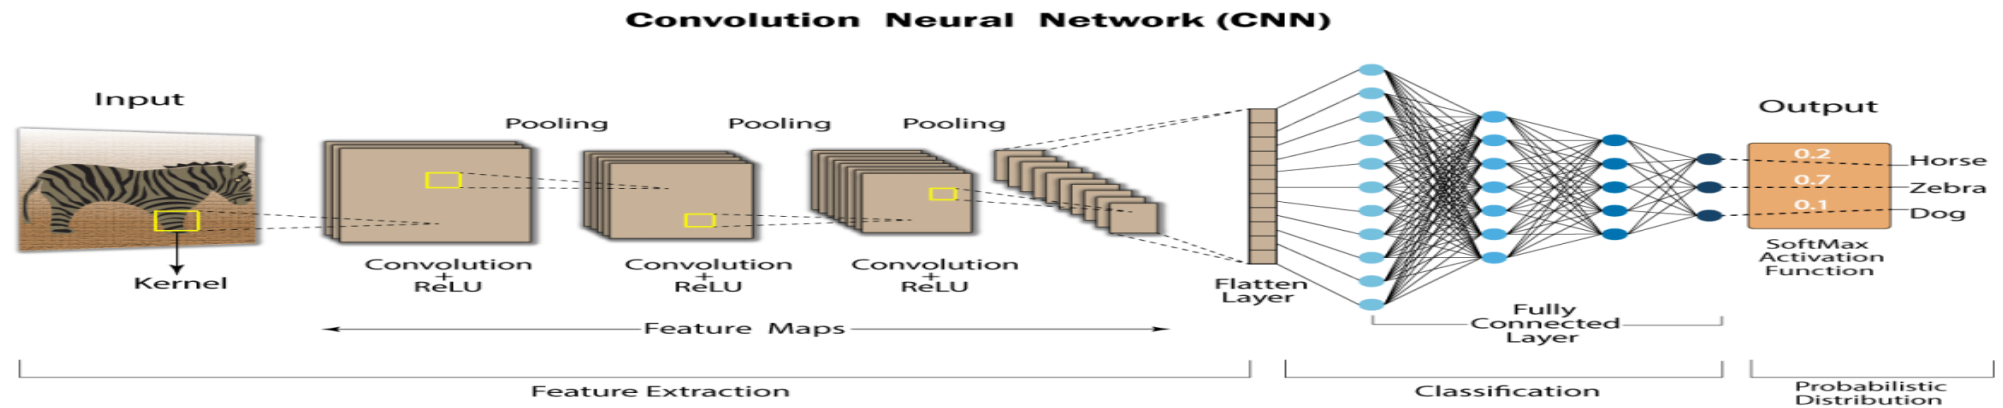 Convolution Neural Network (CNN)
Input
Kernel
Pooling
Pooling
Pooling
Convolution
+
ReLU
Convolution
+
ReLU
Convolution
+
ReLU
Feature Maps
Flatten
Layer
Fully
Connected
Layer
Output
0.2
0.7
0.1
Horse
Zebra
Dog
SoftMax
Activation
Function
Feature Extraction
Classification
Probabilistic
Distribution